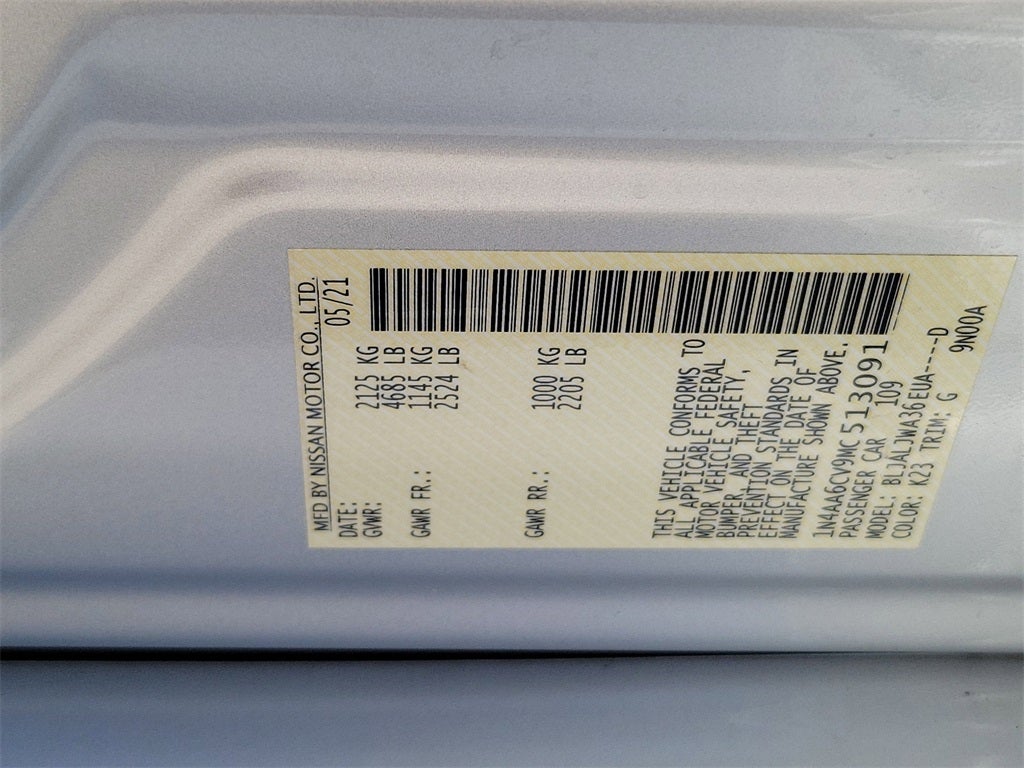 MFD BY NISSAN MOTOR CO., LTD.
DATE: 05/21
GVWR: 2125 KG
4685 LB
GAWR FR.: 1145 KG
2524 LB
GAWR RR.: 1000 KG
2205 LB
THIS VEHICLE CONFORMS TO
ALL APPLICABLE FEDERAL
MOTOR VEHICLE SAFETY,
BUMPER, AND THEFT
PREVENTION STANDARDS IN
EFFECT ON THE DATE OF
MANUFACTURE SHOWN ABOVE.
1N4AA6CV9MC513091
PASSENGER CAR 109
MODEL: BLJALJWA36EUA----D
COLOR: K23 TRIM: G 9N00A